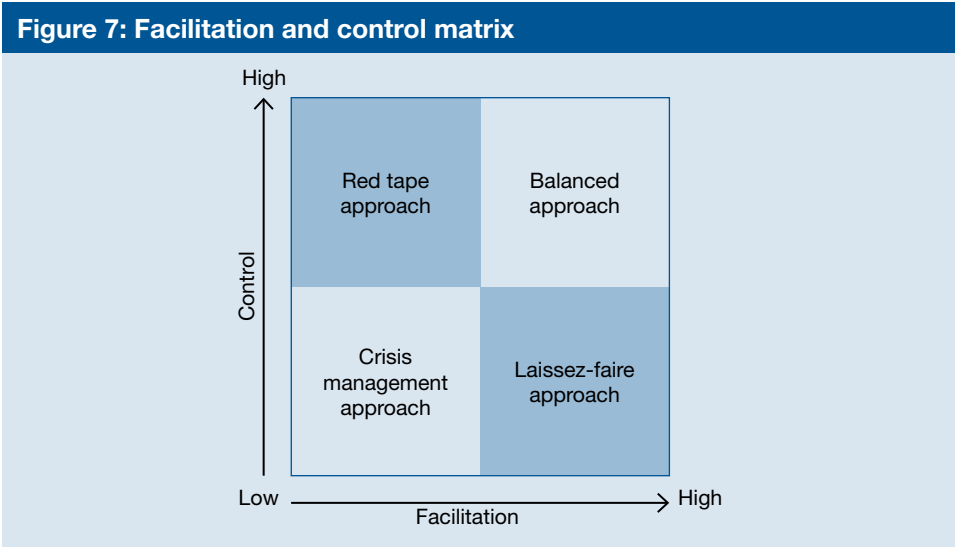 Figure 7: Facilitation and control matrix
High
Red tape
approach
Balanced
approach
Control
Crisis
management
approach
Laissez-faire
approach
Low
High
Facilitation